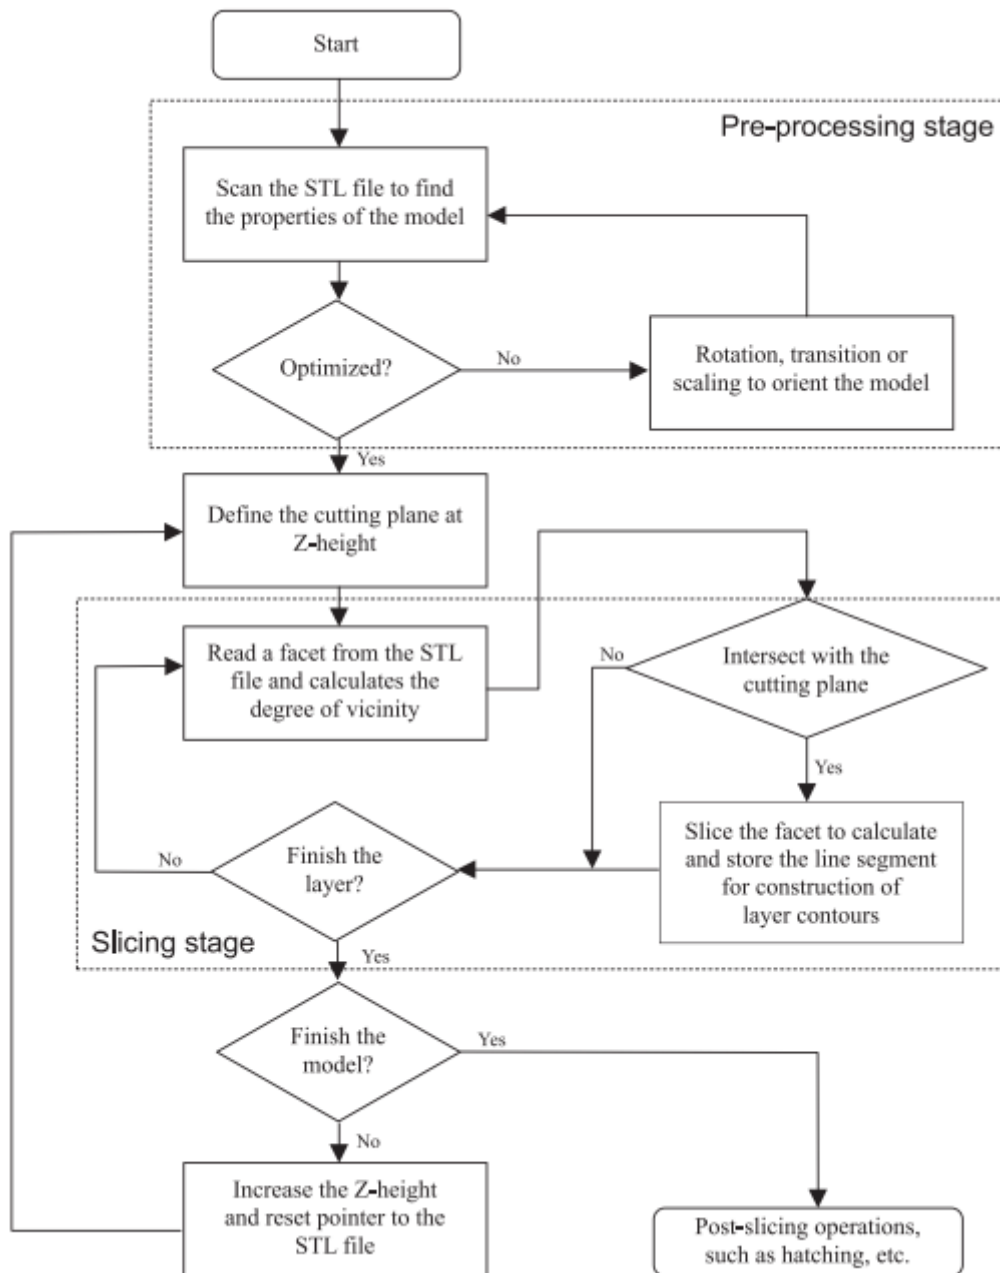 Start
Pre-processing stage
Scan the STL file to find
the properties of the model
Optimized?
No
Rotation, transition or
scaling to orient the model
Yes
Define the cutting plane at
Z-height
Read a facet from the STL
file and calculates the
degree of vicinity
No
Intersect with the
cutting plane
Yes
Slice the facet to calculate
and store the line segment
for construction of
layer contours
No
Finish the
layer?
Slicing stage
Yes
Finish the
model?
Yes
No
Increase the Z-height
and reset pointer to the
STL file
Post-slicing operations,
such as hatching, etc.